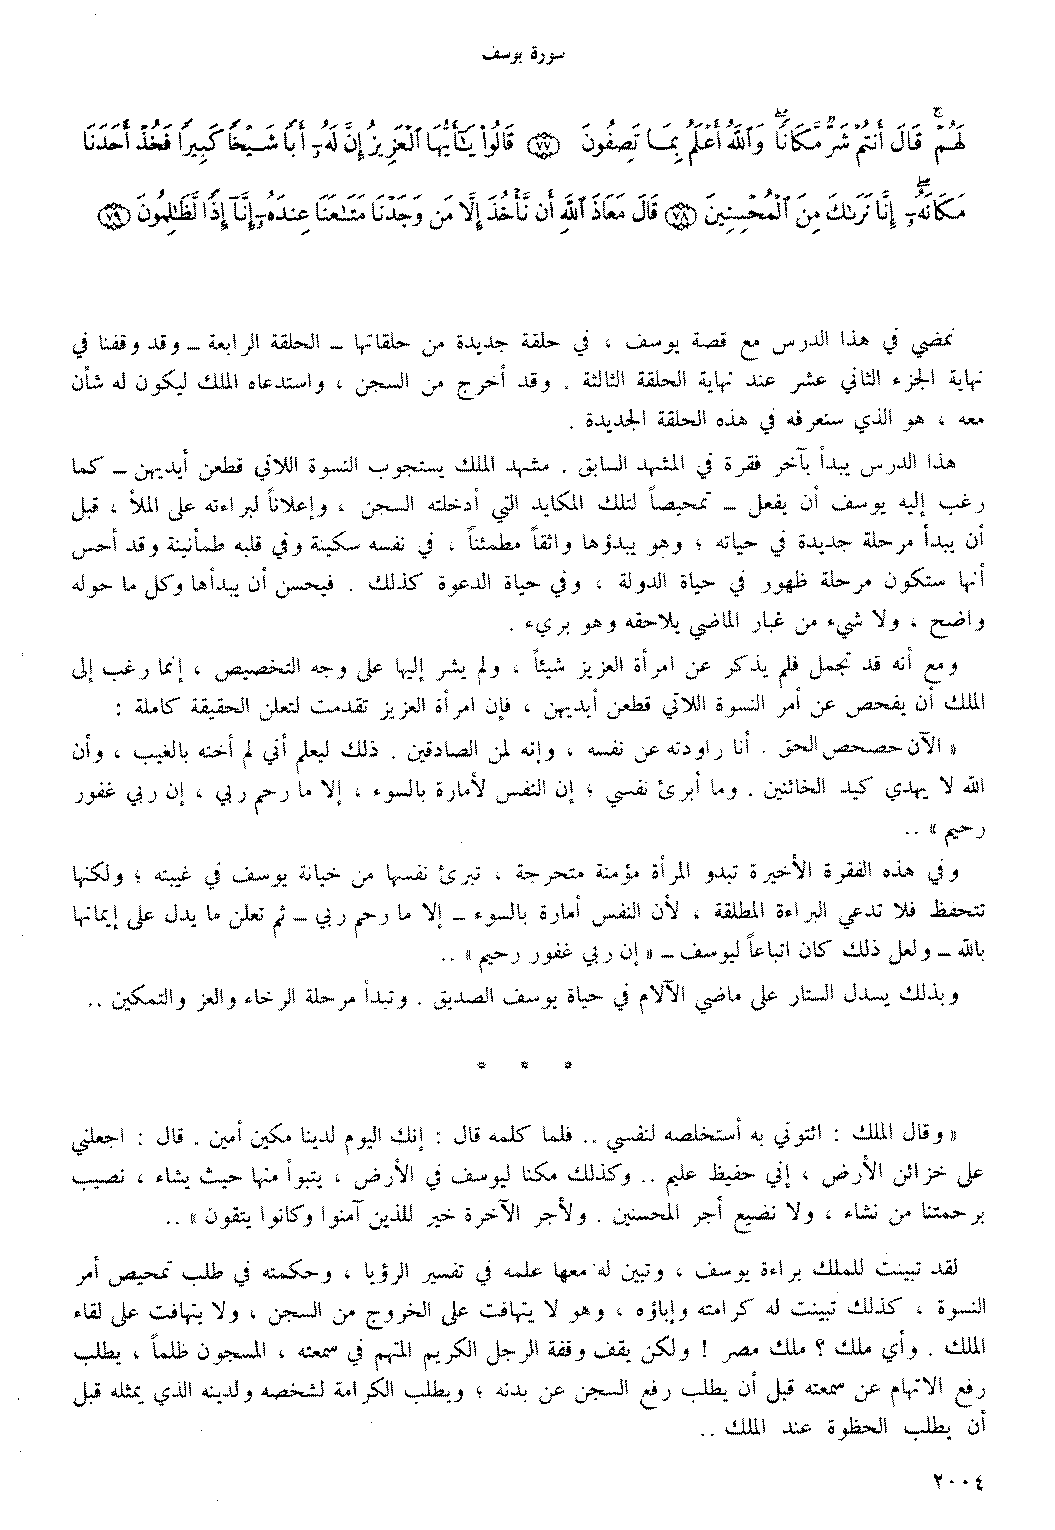 سورة يوسف
لَهُمْ ۚ قَالَ أَنتُمْ شَرٌّ مَّكَانًا ۖ وَٱللَّهُ أَعْلَمُ بِمَا تَصِفُونَ ﴿٧٧﴾ قَالُوا۟ يَـٰٓأَيُّهَا ٱلْعَزِيزُ إِنَّ لَهُۥٓ أَبًا شَيْخًا كَبِيرًا فَخُذْ أَحَدَنَا
مَكَانَهُۥٓ ۖ إِنَّا نَرَىٰكَ مِنَ ٱلْمُحْسِنِينَ ﴿٧٨﴾ قَالَ مَعَاذَ ٱللَّهِ أَن نَّأْخُذَ إِلَّا مَن وَجَدْنَا مَتَـٰعَنَا عِندَهُۥٓ إِنَّآ إِذًا لَّظَـٰلِمُونَ ﴿٧٩﴾
نمضي في هذا الدرس مع قصة يوسف ، في حلقة جديدة من حلقاتها – الحلقة الرابعة – وقد وقفنا في
نهاية الجزء الثاني عشر عند نهاية الحلقة الثالثة . وقد أخرج من السجن ، واستدعاه الملك ليكون له شأن
معه ، هو الذي سنعرفه في هذه الحلقة الجديدة .
هذا الدرس يبدأ بآخر فقرة في المشهد السابق . مشهد الملك يستجوب النسوة اللاتي قطعن أيديهن – كما
رغب إليه يوسف أن يفعل – تمحيصاً لتلك المكايد التي أدخلته السجن ، وإعلاناً لبراءته على الملأ ، قبل
أن يبدأ مرحلة جديدة في حياته ؛ وهو يبدؤها واثقاً مطمئناً ، في نفسه سكينة وفي قلبه طمأنينة وقد أحس
أنها ستكون مرحلة ظهور في حياة الدولة ، وفي حياة الدعوة كذلك . فيحسن أن يبدأها وكل ما حوله
واضح ، ولا شيء من غبار الماضي يلاحقه وهو بريء .
ومع أنه قد تجمل فلم يذكر عن امرأة العزيز شيئاً ، ولم يشر إليها على وجه التخصيص ، إنما رغب إلى
الملك أن يفحص عن أمر النسوة اللاتي قطعن أيديهن ، فإن امرأة العزيز تقدمت لتعلن الحقيقة كاملة :
« الآن حصحص الحق . أنا راودته عن نفسه ، وإنه لمن الصادقين . ذلك ليعلم أني لم أخنه بالغيب ، وأن
الله لا يهدي كيد الخائنين . وما أبرئ نفسي ؛ إن النفس لأمارة بالسوء ، إلا ما رحم ربي ، إن ربي غفور
رحيم » ..
وفي هذه الفقرة الأخيرة تبدو المرأة مؤمنة متحرجة ، تبرئ نفسها من خيانة يوسف في غيبته ؛ ولكنها
تتحفظ فلا تدعي البراءة المطلقة ، لأن النفس أمارة بالسوء – إلا ما رحم ربي – ثم تعلن ما يدل على إيمانها
بالله – ولعل ذلك كان اتباعاً ليوسف – « إن ربي غفور رحيم » ..
وبذلك يسدل الستار على ماضي الآلام في حياة يوسف الصديق . وتبدأ مرحلة الرخاء والعز والتمكين ..
* * *
« وقال الملك : ائتوني به أستخلصه لنفسي .. فلما كلمه قال : إنك اليوم لدينا مكين أمين . قال : اجعلني
على خزائن الأرض ، إني حفيظ عليم .. وكذلك مكنا ليوسف في الأرض ، يتبوأ منها حيث يشاء ، نصيب
برحمتنا من نشاء ، ولا نضيع أجر المحسنين . ولأجر الآخرة خير للذين آمنوا وكانوا يتقون » ..
لقد تبينت للملك براءة يوسف ، وتبين له معها علمه في تفسير الرؤيا ، وحكمته في طلب تمحيص أمر
النسوة ، كذلك تبينت له كرامته وإباؤه ، وهو لا يتهافت على الخروج من السجن ، ولا يتهافت على لقاء
الملك . وأي ملك ؟ ملك مصر ! ولكن يقف وقفة الرجل الكريم المتهم في سمعته ، المسجون ظلماً ، يطلب
رفع الاتهام عن سمعته قبل أن يطلب رفع السجن عن بدنه ؛ ويطلب الكرامة لشخصه ولدينه الذي يمثله قبل
أن يطلب الحظوة عند الملك ..
٢٠٠٤